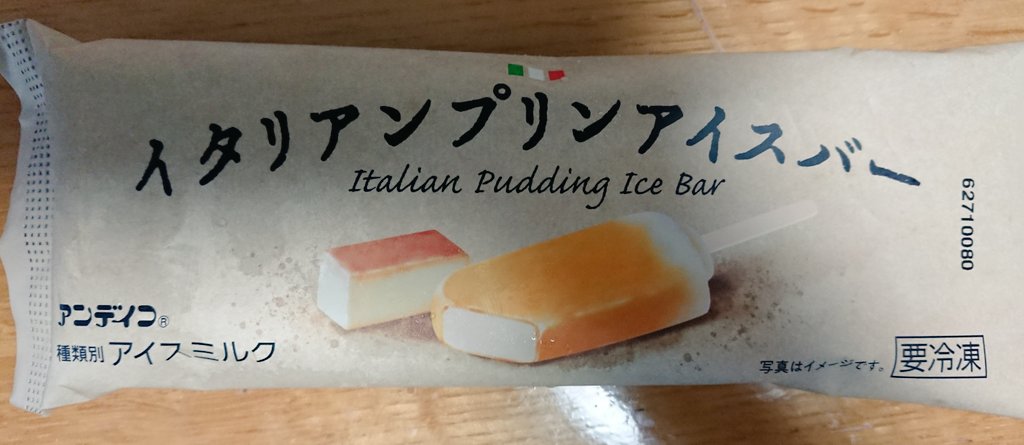 イタリアンプリンアイスバー
Italian Pudding Ice Bar
62710080
アンデイコ®
種類別 アイスミルク
写真はイメージです。
要冷凍